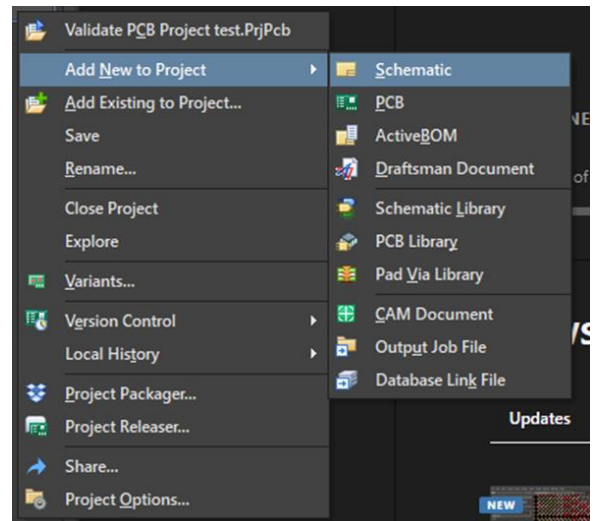 Validate PCB Project test.PrjPcb
Add New to Project
Add Existing to Project...
Save
Rename...
Close Project
Explore
Variants...
Version Control
Local History
Project Packager...
Project Releaser...
Share...
Project Options...
Schematic
PCB
ActiveBOM
Draftsman Document
Schematic Library
PCB Library
Pad Via Library
CAM Document
Output Job File
Database Link File
NE
of
Updates
NEW